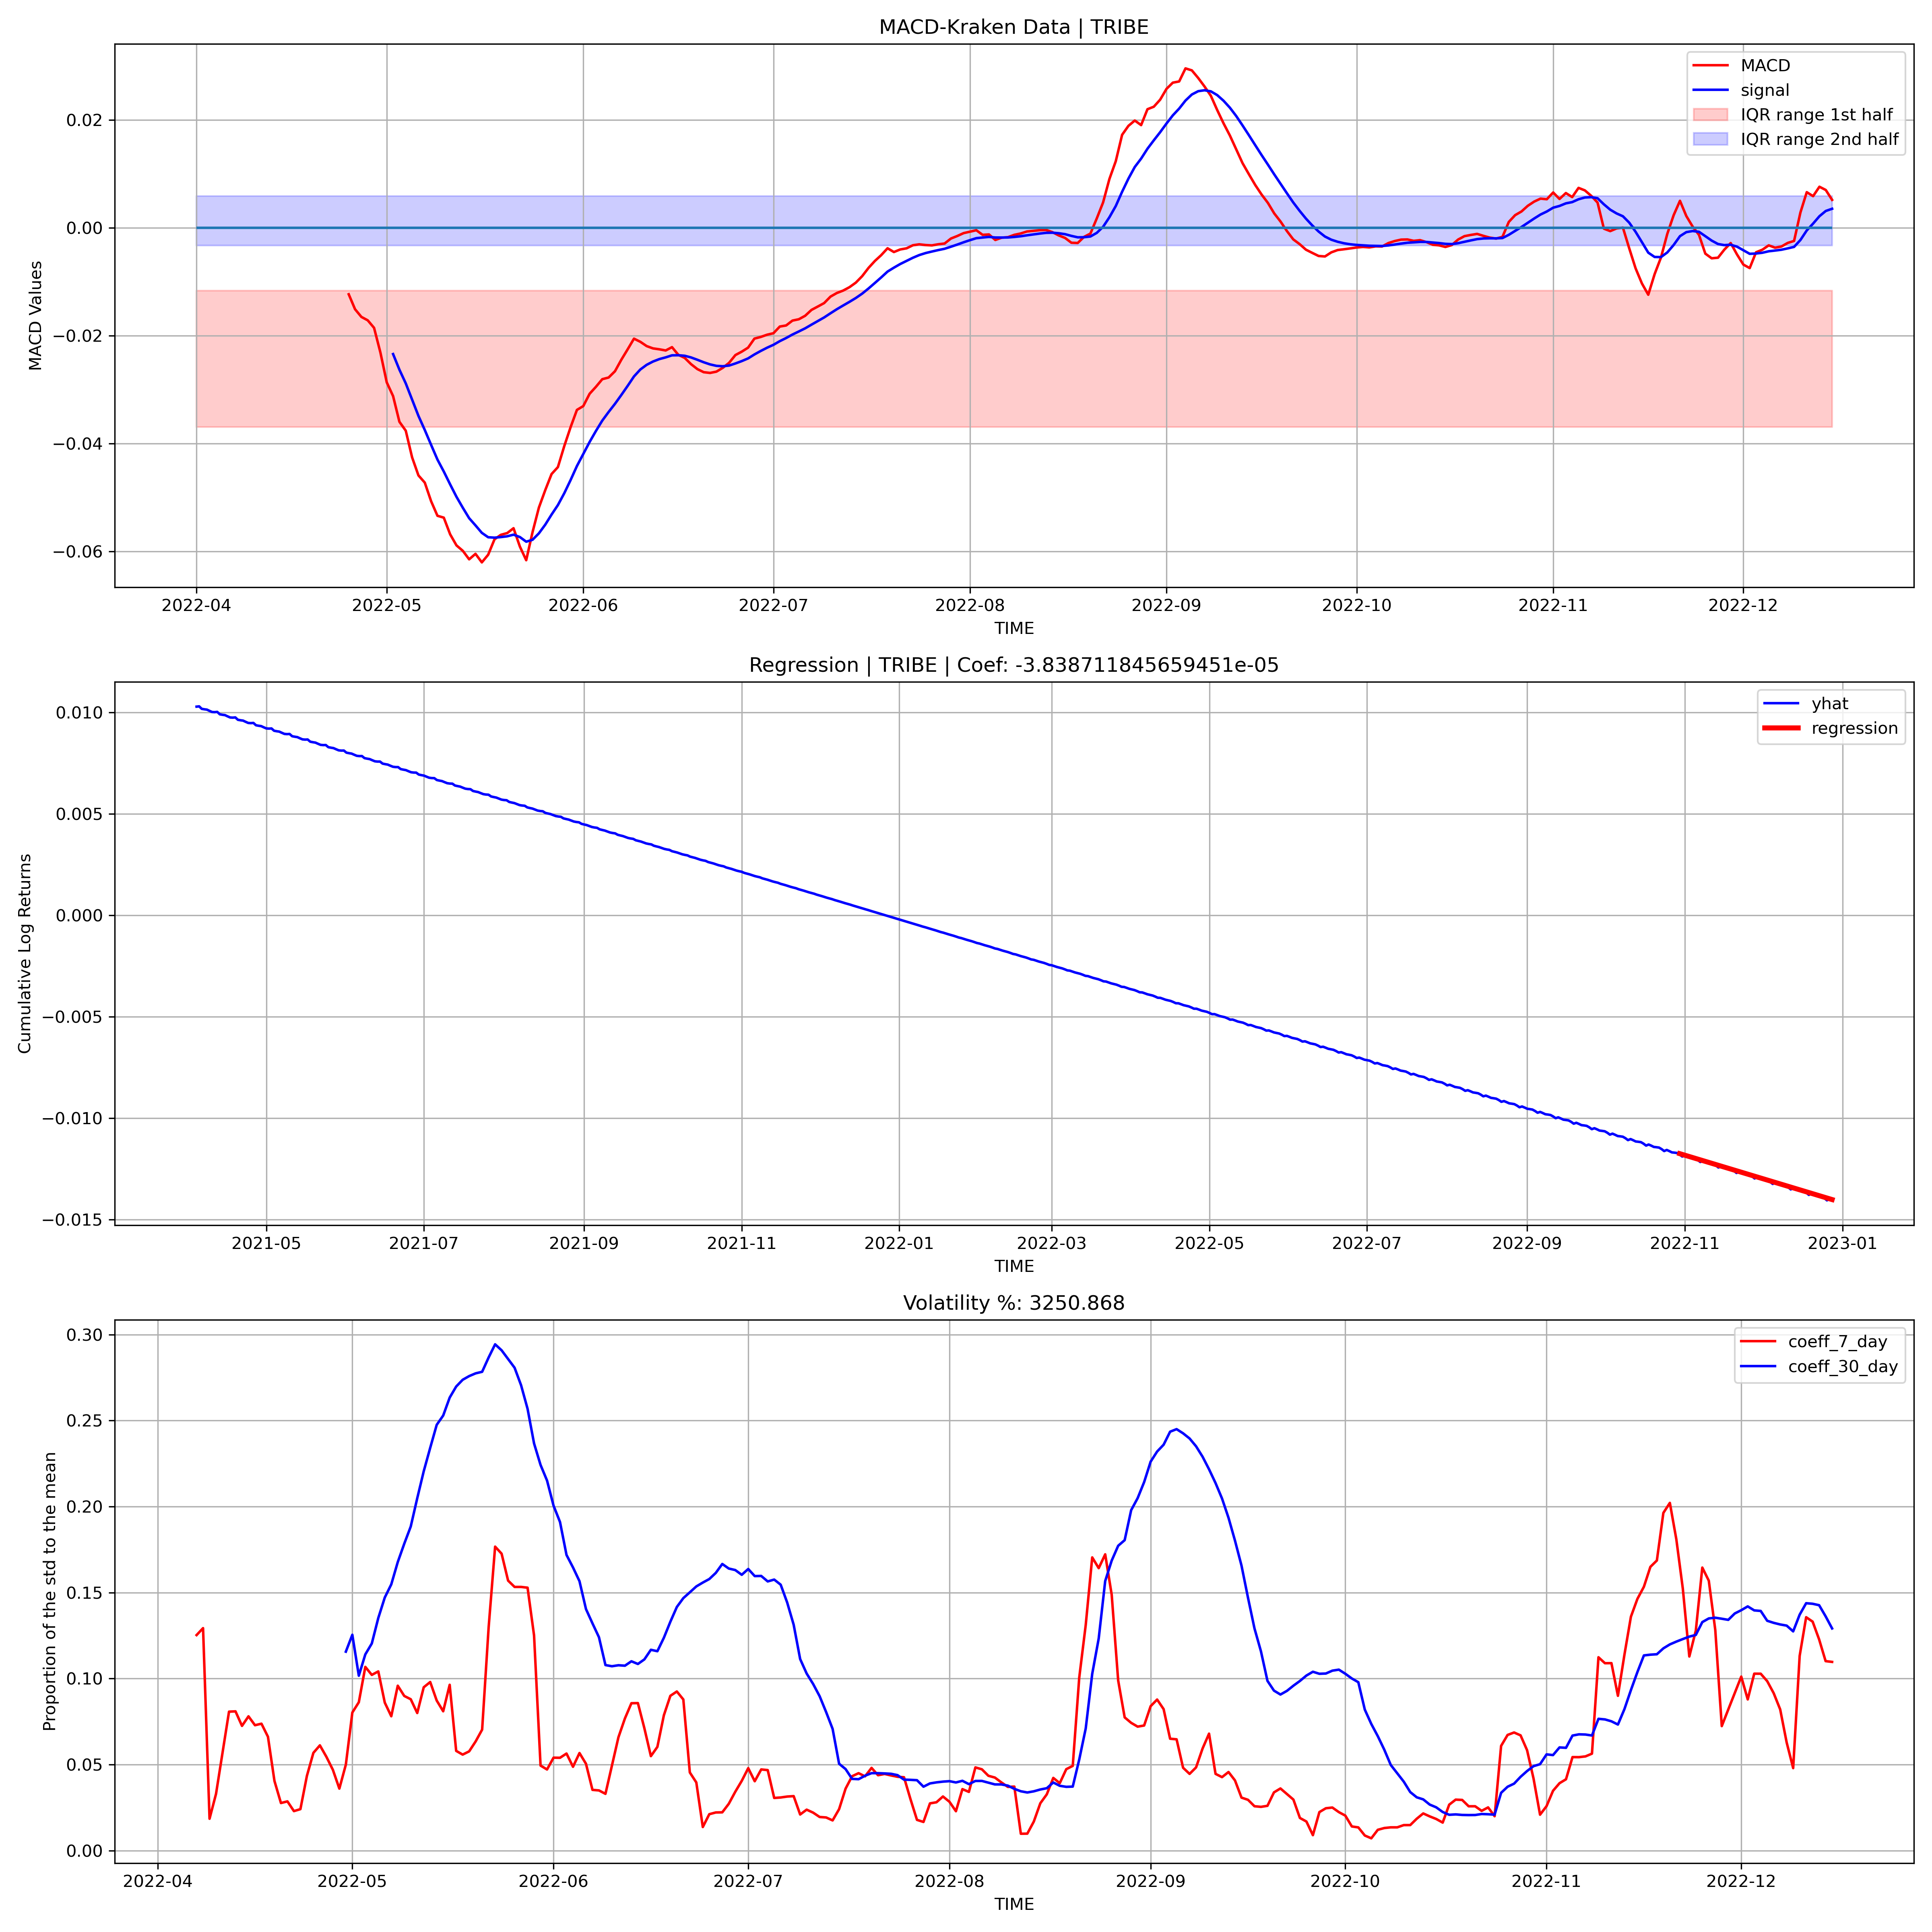 MACD-Kraken Data | TRIBE
MACD
signal
IQR range 1st half
IQR range 2nd half
MACD Values
0.02
0.00
−0.02
−0.04
−0.06
2022-04 2022-05 2022-06 2022-07 2022-08 2022-09 2022-10 2022-11 2022-12
TIME
Regression | TRIBE | Coef: -3.838711845659451e-05
yhat
regression
Cumulative Log Returns
0.010
0.005
0.000
−0.005
−0.010
−0.015
2021-05 2021-07 2021-09 2021-11 2022-01 2022-03 2022-05 2022-07 2022-09 2022-11 2023-01
TIME
Volatility %: 3250.868
coeff_7_day
coeff_30_day
Proportion of the std to the mean
0.30
0.25
0.20
0.15
0.10
0.05
0.00
2022-04 2022-05 2022-06 2022-07 2022-08 2022-09 2022-10 2022-11 2022-12
TIME